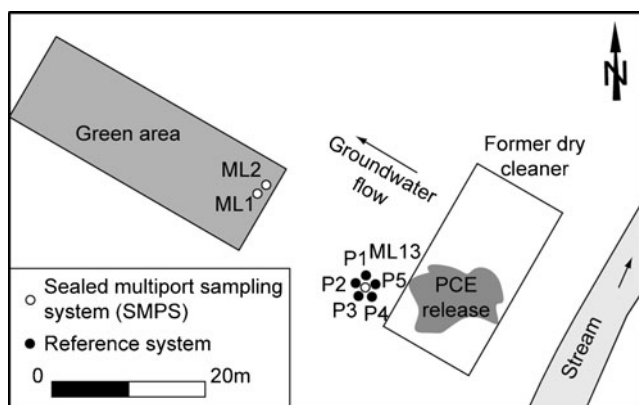 N
Green area
ML2
ML1
Groundwater
flow
Former dry
cleaner
P1 ML13
P2 P5
P3 P4
PCE
release
Stream
Sealed multiport sampling
system (SMPS)
Reference system
0 20m